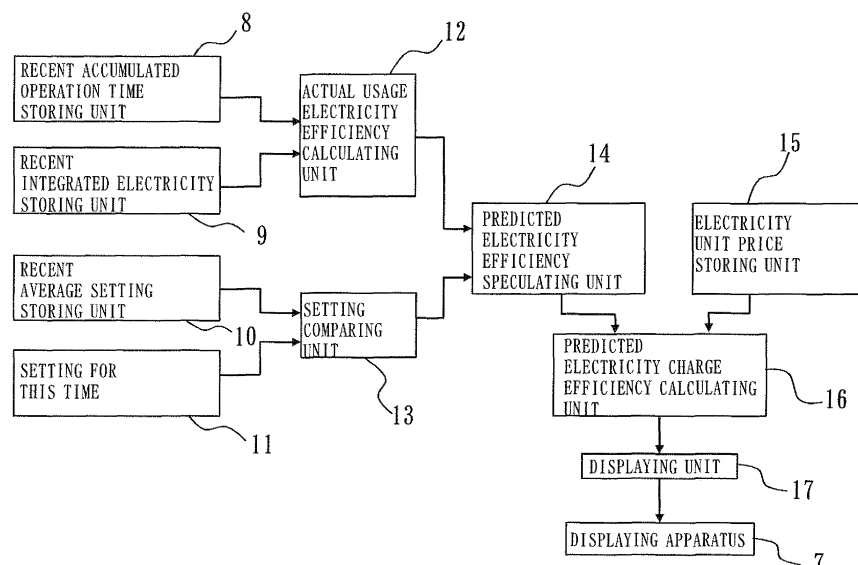 8
RECENT ACCUMULATED
OPERATION TIME
STORING UNIT
12
ACTUAL USAGE
ELECTRICITY
EFFICIENCY
CALCULATING
UNIT
RECENT
INTEGRATED ELECTRICITY
STORING UNIT
9
14
PREDICTED
ELECTRICITY
EFFICIENCY
SPECULATING UNIT
15
ELECTRICITY
UNIT PRICE
STORING UNIT
RECENT
AVERAGE SETTING
STORING UNIT
10
SETTING
COMPARING
UNIT
13
SETTING FOR
THIS TIME
11
PREDICTED
ELECTRICITY CHARGE
EFFICIENCY CALCULATING
UNIT
16
DISPLAYING UNIT
17
DISPLAYING APPARATUS
7